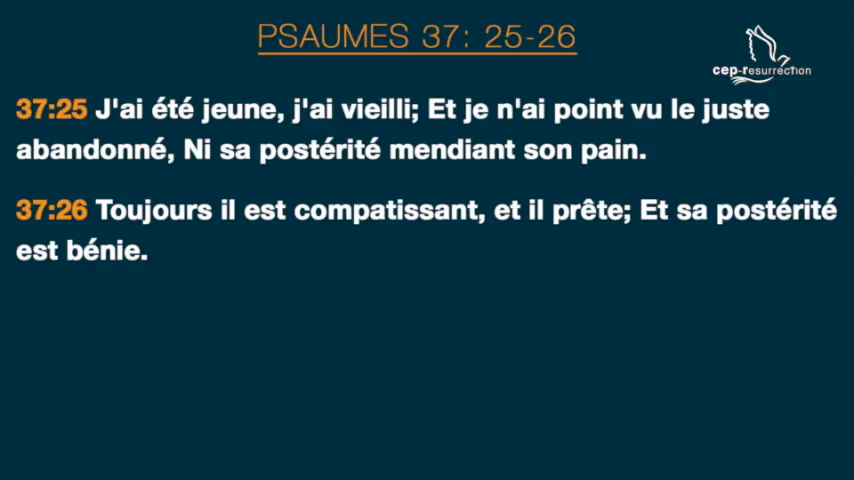 PSAUMES 37: 25-26
cep-resurrection
37:25 J'ai été jeune, j'ai vieilli; Et je n'ai point vu le juste
abandonné, Ni sa postérité mendiant son pain.
37:26 Toujours il est compatissant, et il prête; Et sa postérité
est bénie.